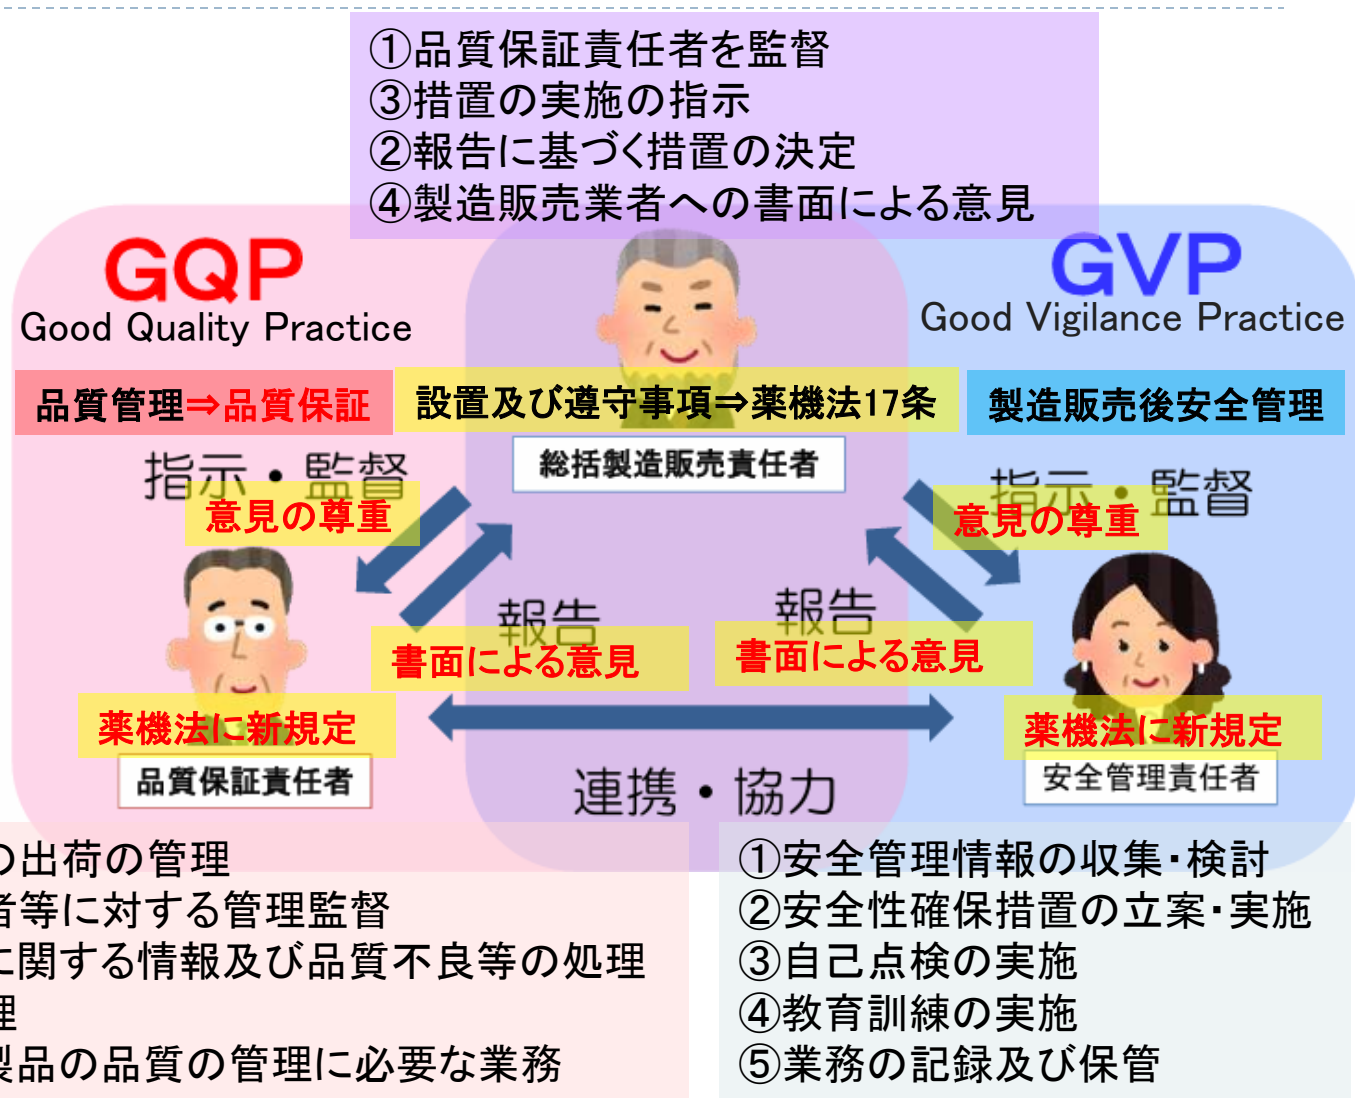 ①品質保証責任者を監督
③措置の実施の指示
②報告に基づく措置の決定
④製造販売業者への書面による意見
GQP
Good Quality Practice
GVP
Good Vigilance Practice
品質管理⇒品質保証
設置及び遵守事項⇒薬機法17条
製造販売後安全管理
総括製造販売責任者
指示・監督
意見の尊重
指示・監督
意見の尊重
報告
書面による意見
報告
書面による意見
薬機法に新規定
品質保証責任者
薬機法に新規定
安全管理責任者
連携・協力
の出荷の管理
者等に対する管理監督
に関する情報及び品質不良等の処理
理
製品の品質の管理に必要な業務
①安全管理情報の収集・検討
②安全性確保措置の立案・実施
③自己点検の実施
④教育訓練の実施
⑤業務の記録及び保管